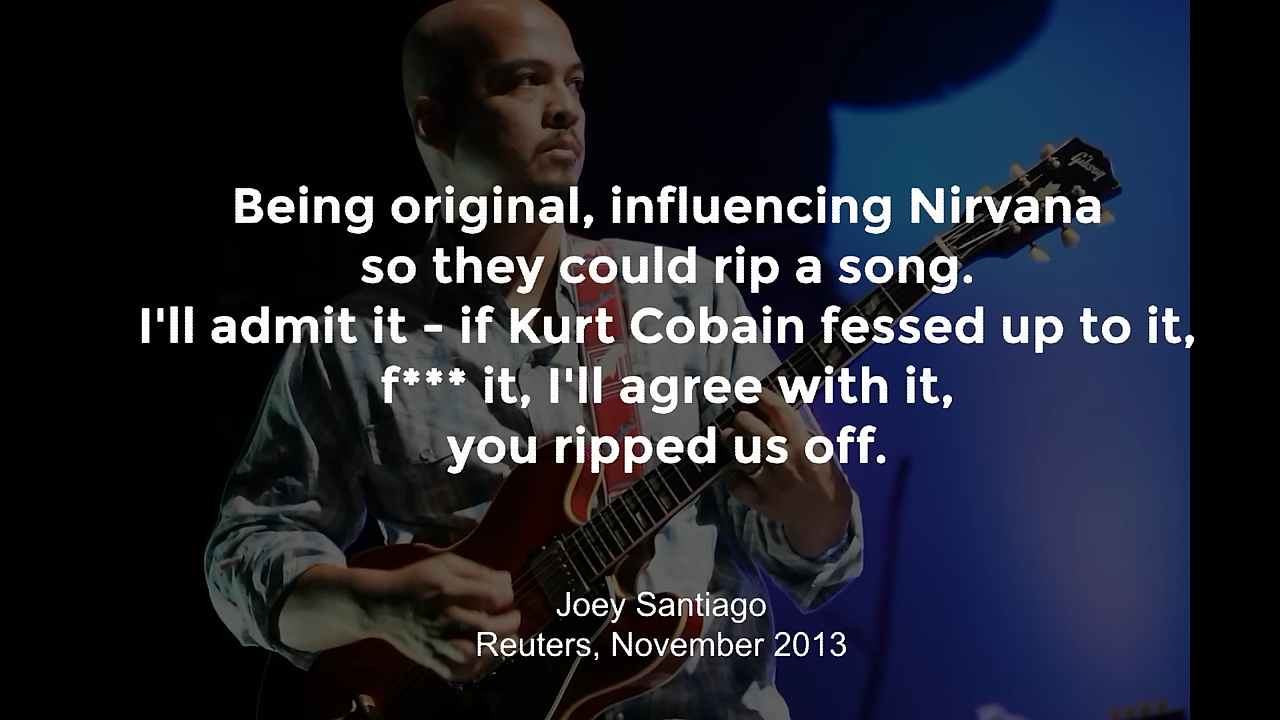 Gibson
Being original, influencing Nirvana
so they could rip a song.
I'll admit it - if Kurt Cobain fessed up to it,
f*** it, I'll agree with it,
you ripped us off.
Joey Santiago
Reuters, November 2013